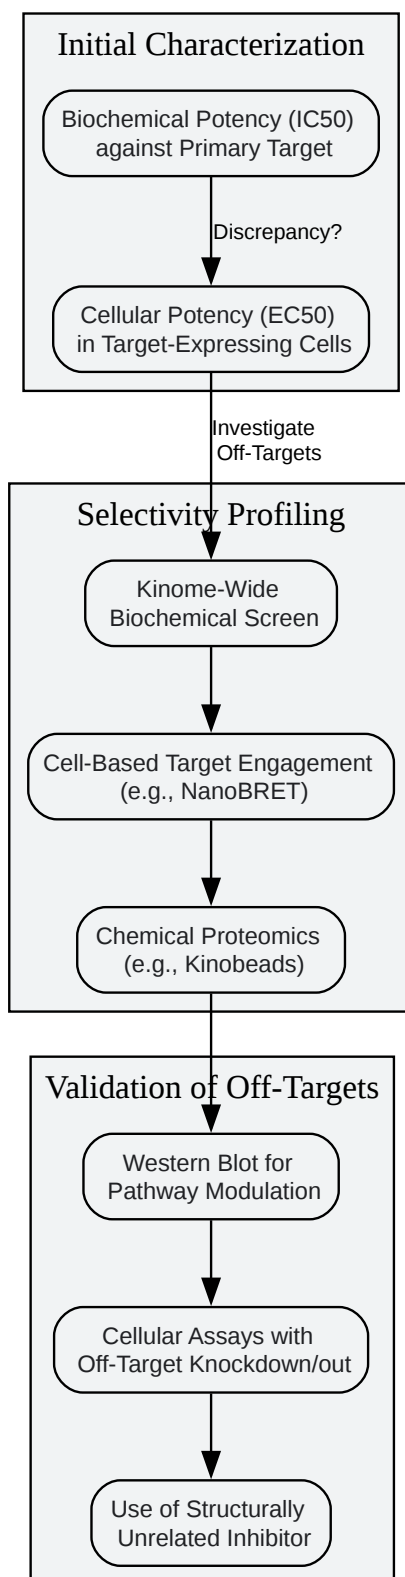 Initial Characterization
Biochemical Potency (IC50)
against Primary Target
Discrepancy?
Cellular Potency (EC50)
in Target-Expressing Cells
Investigate
Off-Targets
Selectivity Profiling
Kinome-Wide
Biochemical Screen
Cell-Based Target Engagement
(e.g., NanoBRET)
Chemical Proteomics
(e.g., Kinobeads)
Validation of Off-Targets
Western Blot for
Pathway Modulation
Cellular Assays with
Off-Target Knockdown/out
Use of Structurally
Unrelated Inhibitor